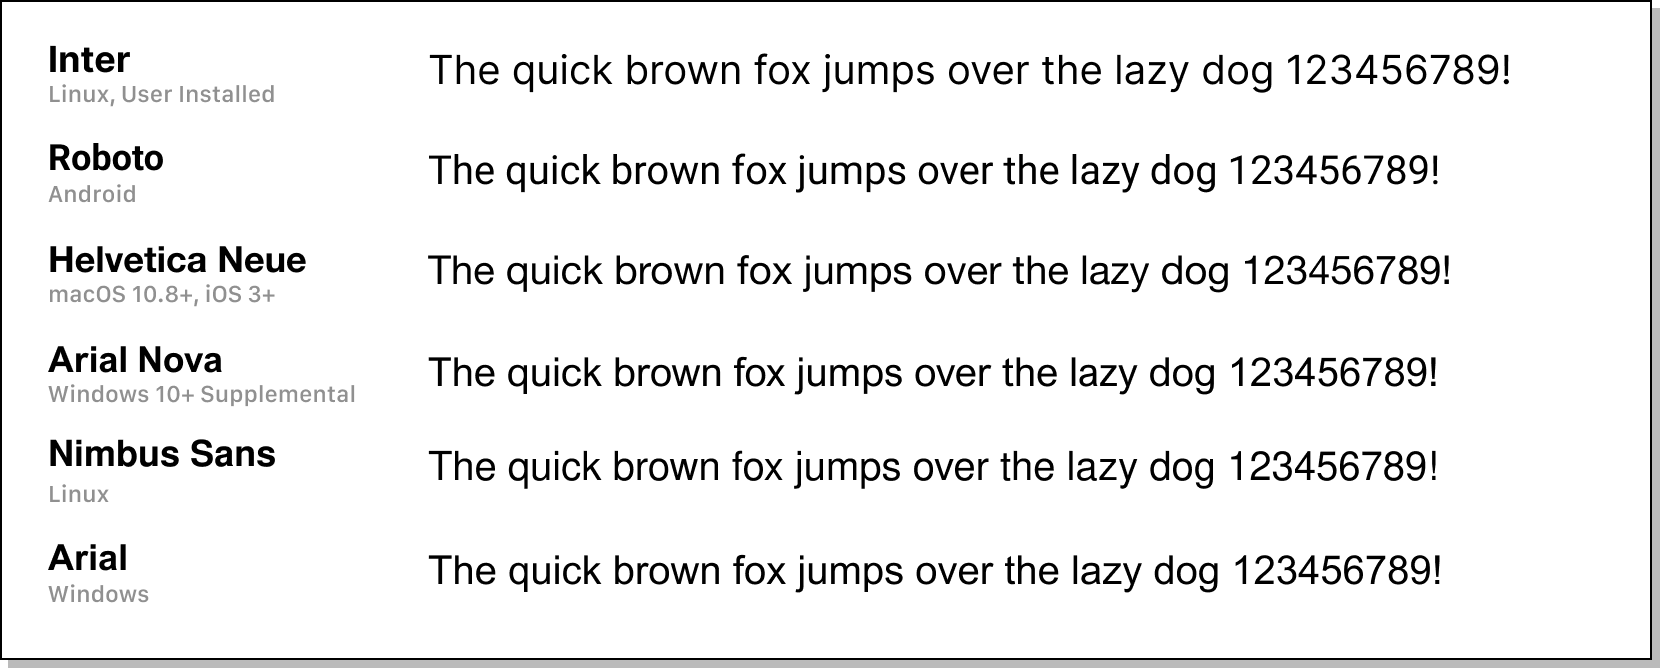 Inter
The quick brown fox jumps over the lazy dog 123456789!
Linux, User Installed
Roboto
The quick brown fox jumps over the lazy dog 123456789!
Android
Helvetica Neue
The quick brown fox jumps over the lazy dog 123456789!
macOS 10.8+, iOS 3+
Arial Nova
The quick brown fox jumps over the lazy dog 123456789!
Windows 10+ Supplemental
Nimbus Sans
The quick brown fox jumps over the lazy dog 123456789!
Linux
Arial
The quick brown fox jumps over the lazy dog 123456789!
Windows